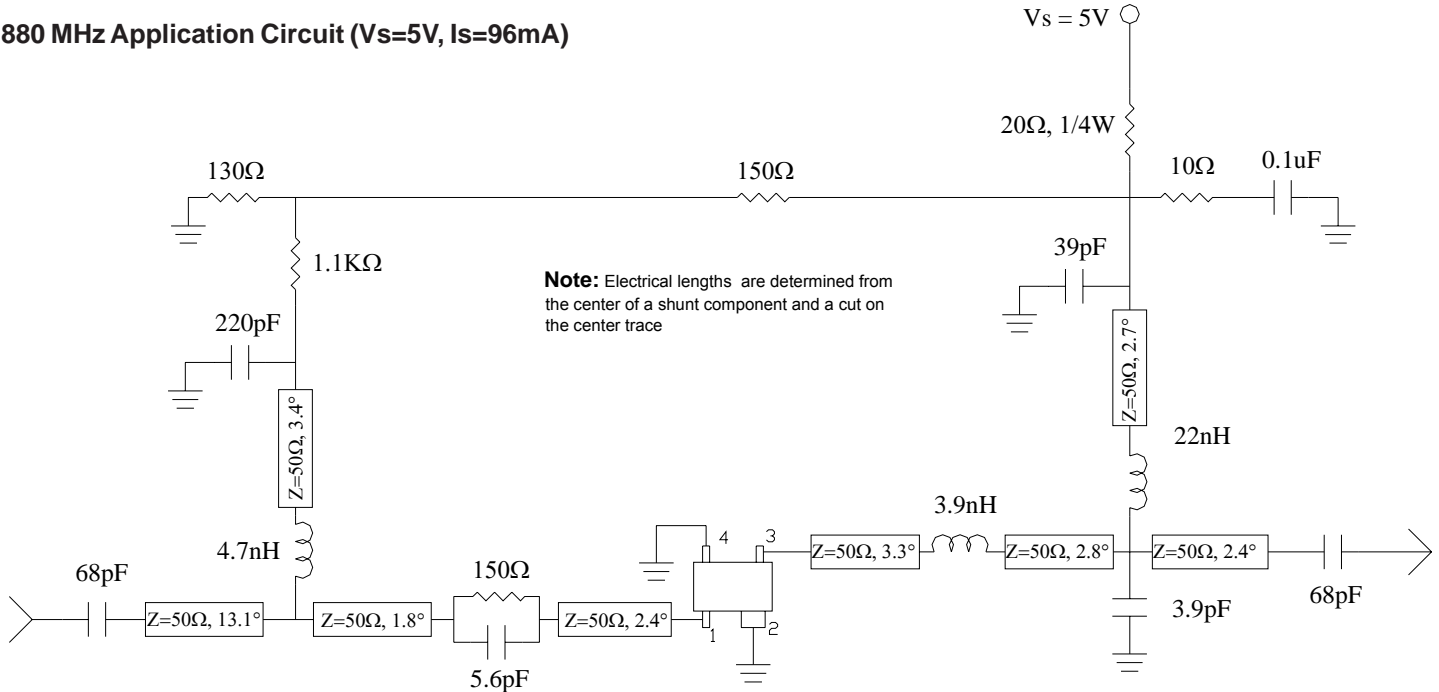 880 MHz Application Circuit (Vs=5V, Is=96mA)
Vs = 5V
20Ω, 1/4W
130Ω
150Ω
10Ω
0.1uF
1.1KΩ
39pF
Note: Electrical lengths are determined from
the center of a shunt component and a cut on
the center trace
220pF
Z=50Ω, 3.4°
Z=50Ω, 2.7°
22nH
3.9nH
4.7nH
4
3
Z=50Ω, 3.3°
Z=50Ω, 2.8°
Z=50Ω, 2.4°
68pF
150Ω
68pF
3.9pF
Z=50Ω, 13.1°
Z=50Ω, 1.8°
Z=50Ω, 2.4°
1
2
5.6pF